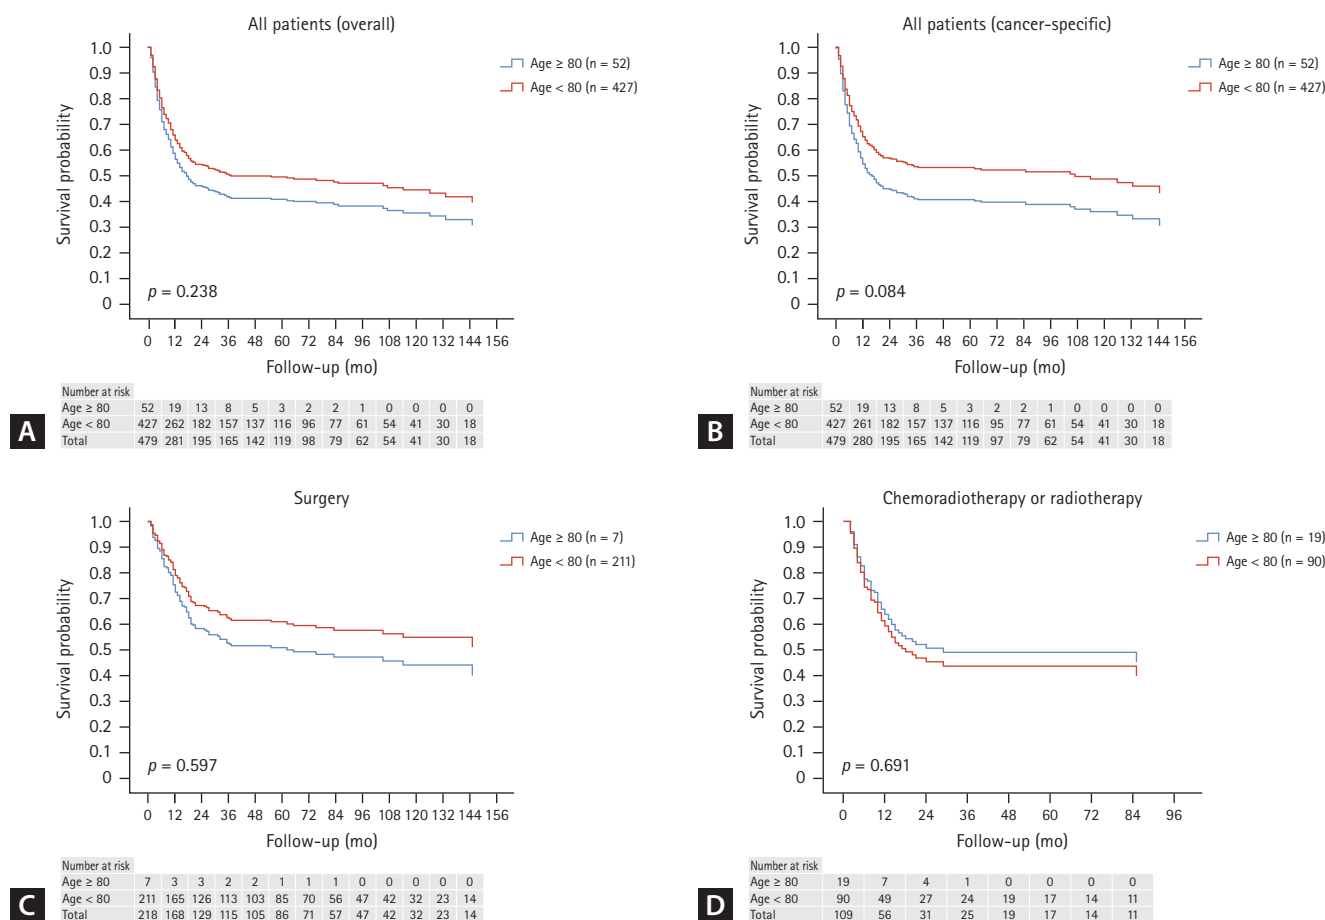 All patients (overall)
1.0
0.9
0.8
0.7
0.6
0.5
0.4
0.3
0.2
0.1
0
Survival probability
Age ≥ 80 (n = 52)
Age < 80 (n = 427)
p = 0.238
0 12 24 36 48 60 72 84 96 108 120 132 144 156
Follow-up (mo)
Number at risk
Age ≥ 80 52 19 13 8 5 3 2 2 1 0 0 0 0
Age < 80 427 262 182 157 137 116 96 77 61 54 41 30 18
Total 479 281 195 165 142 119 98 79 62 54 41 30 18
A
All patients (cancer-specific)
1.0
0.9
0.8
0.7
0.6
0.5
0.4
0.3
0.2
0.1
0
Survival probability
Age ≥ 80 (n = 52)
Age < 80 (n = 427)
p = 0.084
0 12 24 36 48 60 72 84 96 108 120 132 144 156
Follow-up (mo)
Number at risk
Age ≥ 80 52 19 13 8 5 3 2 2 1 0 0 0 0
Age < 80 427 261 182 157 137 116 95 77 61 54 41 30 18
Total 479 280 195 165 142 119 97 79 62 54 41 30 18
B
Surgery
1.0
0.9
0.8
0.7
0.6
0.5
0.4
0.3
0.2
0.1
0
Survival probability
Age ≥ 80 (n = 7)
Age < 80 (n = 211)
p = 0.597
0 12 24 36 48 60 72 84 96 108 120 132 144 156
Follow-up (mo)
Number at risk
Age ≥ 80 7 3 3 2 2 1 1 1 0 0 0 0 0
Age < 80 211 165 126 113 103 85 70 56 47 42 32 23 14
Total 218 168 129 115 105 86 71 57 47 42 32 23 14
C
Chemoradiotherapy or radiotherapy
1.0
0.9
0.8
0.7
0.6
0.5
0.4
0.3
0.2
0.1
0
Survival probability
Age ≥ 80 (n = 19)
Age < 80 (n = 90)
p = 0.691
0 12 24 36 48 60 72 84 96
Follow-up (mo)
Number at risk
Age ≥ 80 19 7 4 1 0 0 0 0
Age < 80 90 49 27 24 19 17 14 11
Total 109 56 31 25 19 17 14 11
D